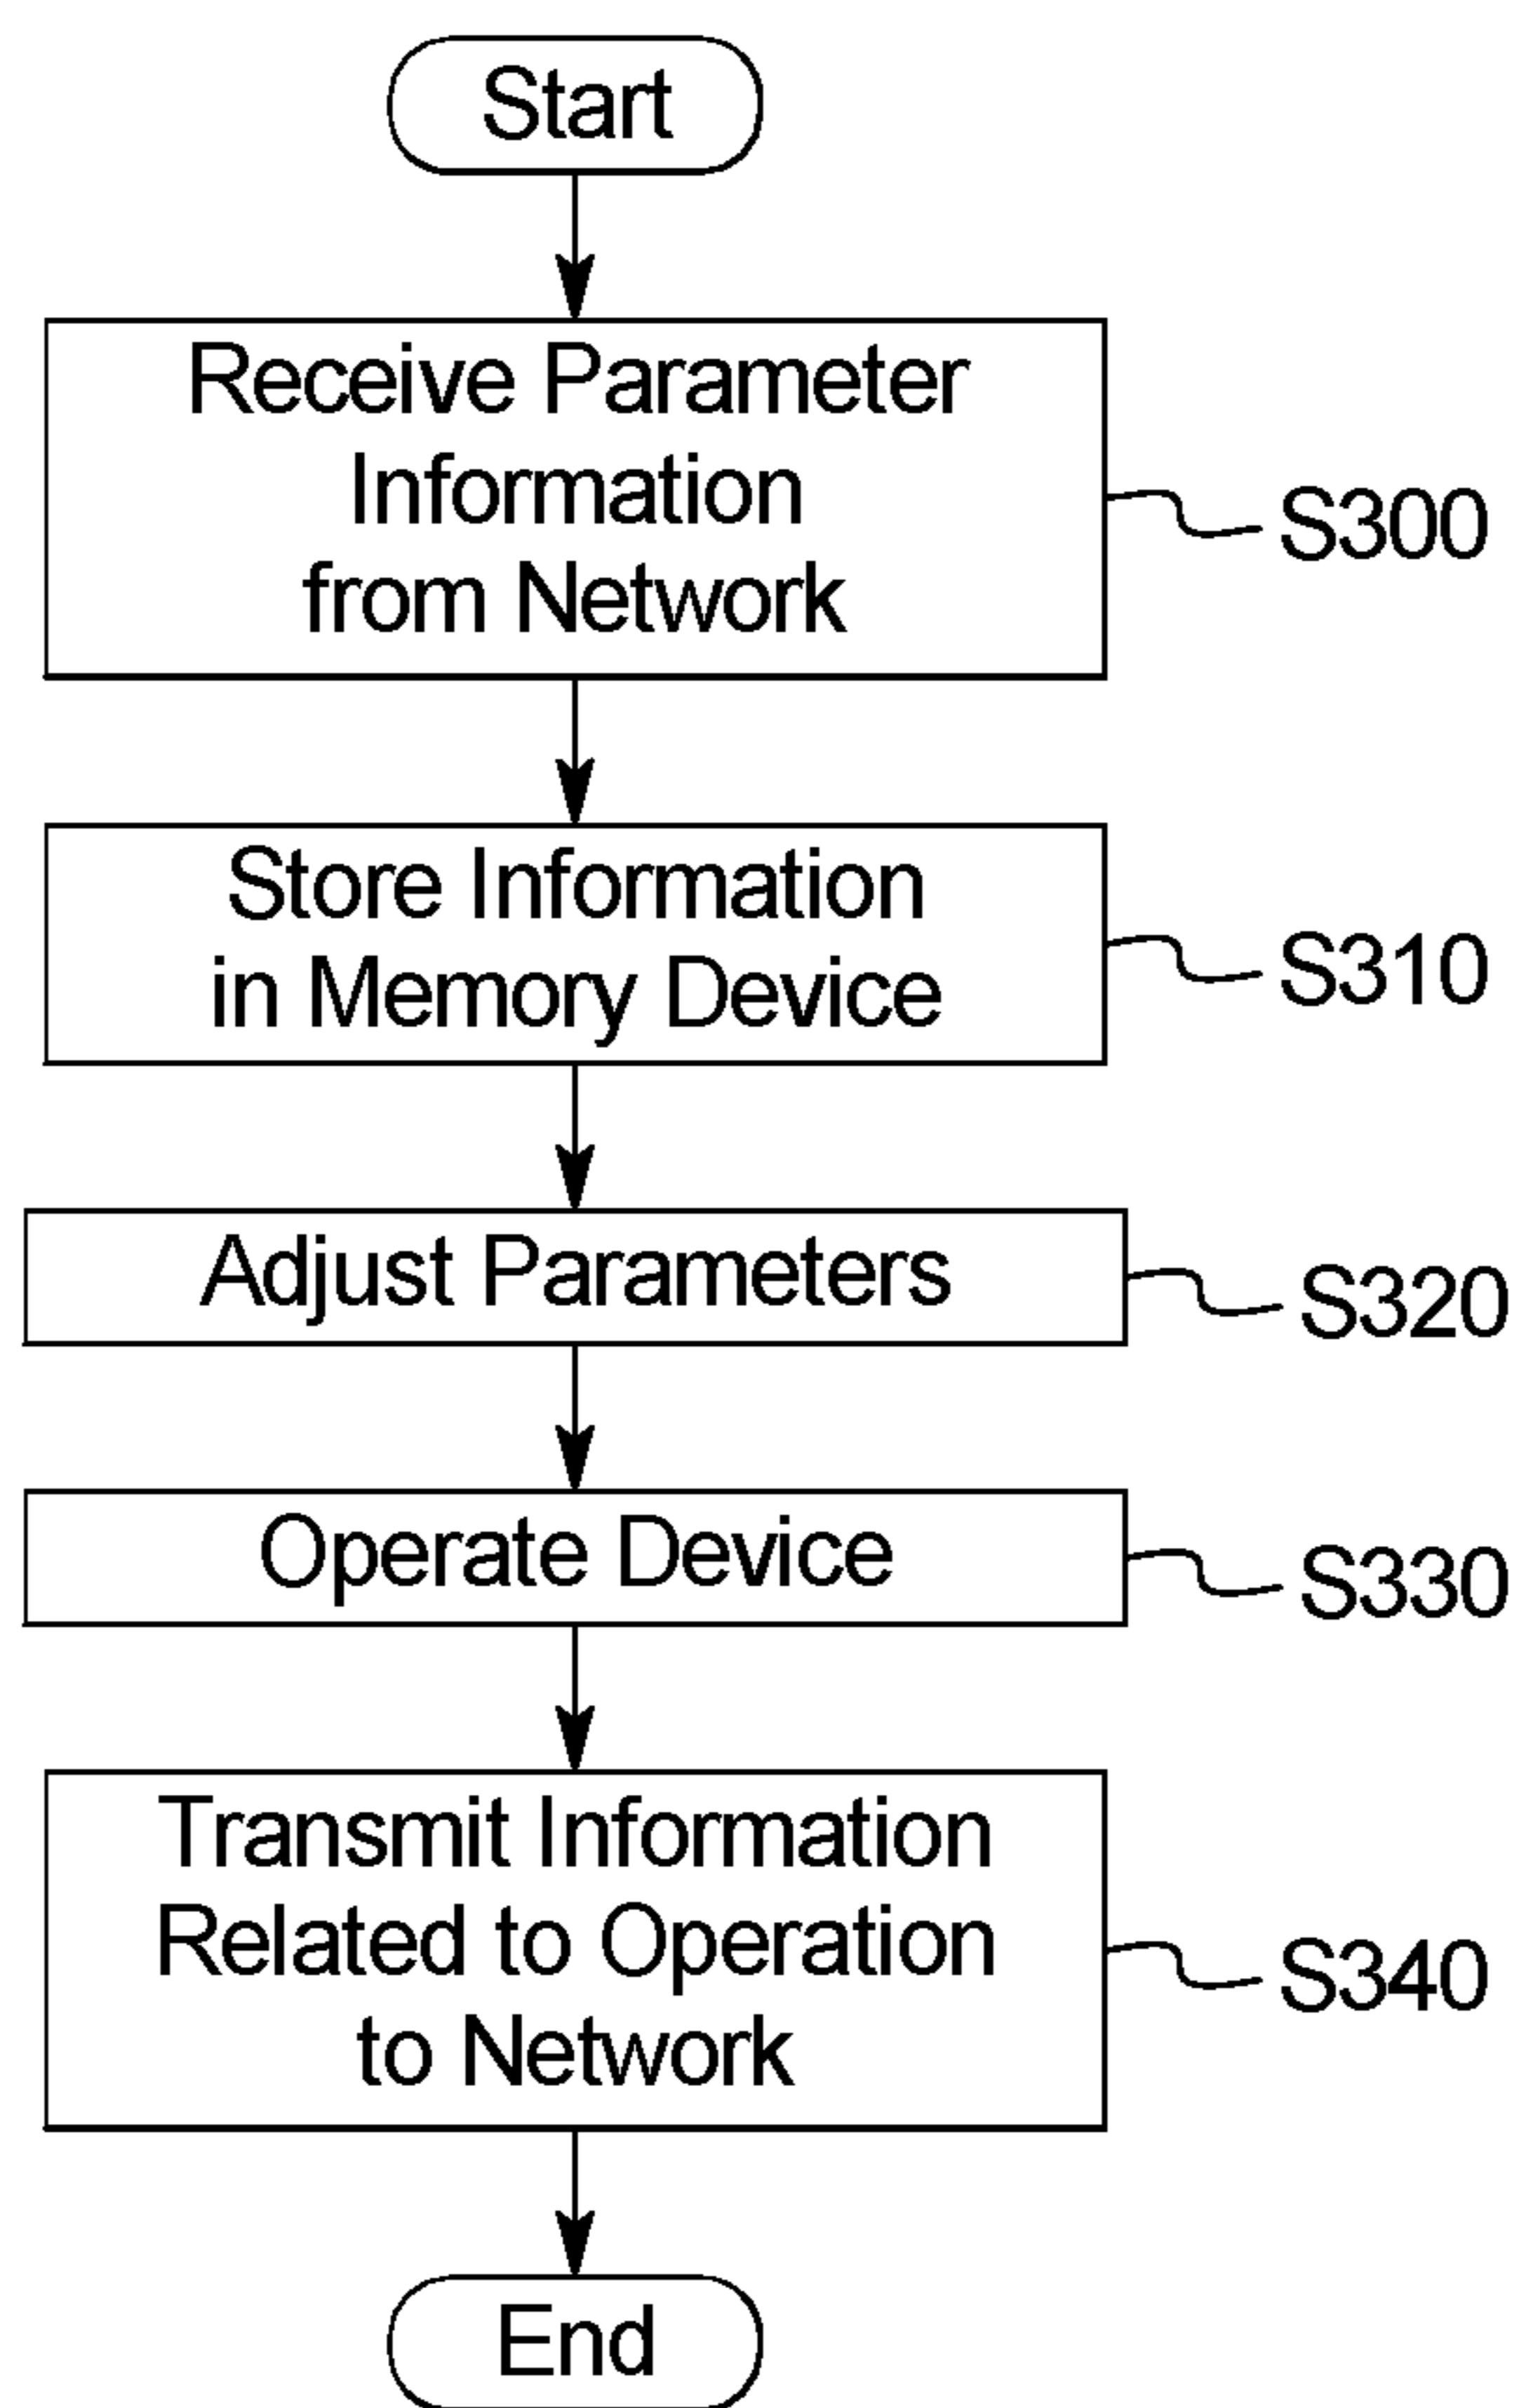 Start
Receive Parameter
Information
from Network
S300
Store Information
in Memory Device
S310
Adjust Parameters
S320
Operate Device
S330
Transmit Information
Related to Operation
to Network
S340
End